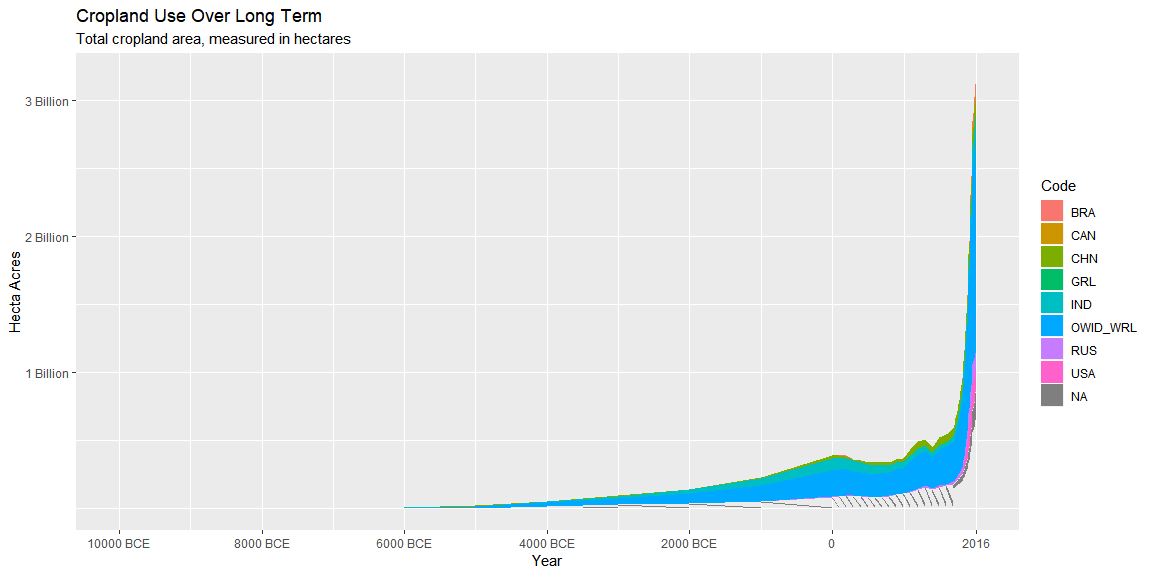 Cropland Use Over Long Term
Total cropland area, measured in hectares
3 Billion
2 Billion
1 Billion
Hecta Acres
10000 BCE
8000 BCE
6000 BCE
4000 BCE
2000 BCE
0
2016
Year
Code
BRA
CAN
CHN
GRL
IND
OWID_WRL
RUS
USA
NA